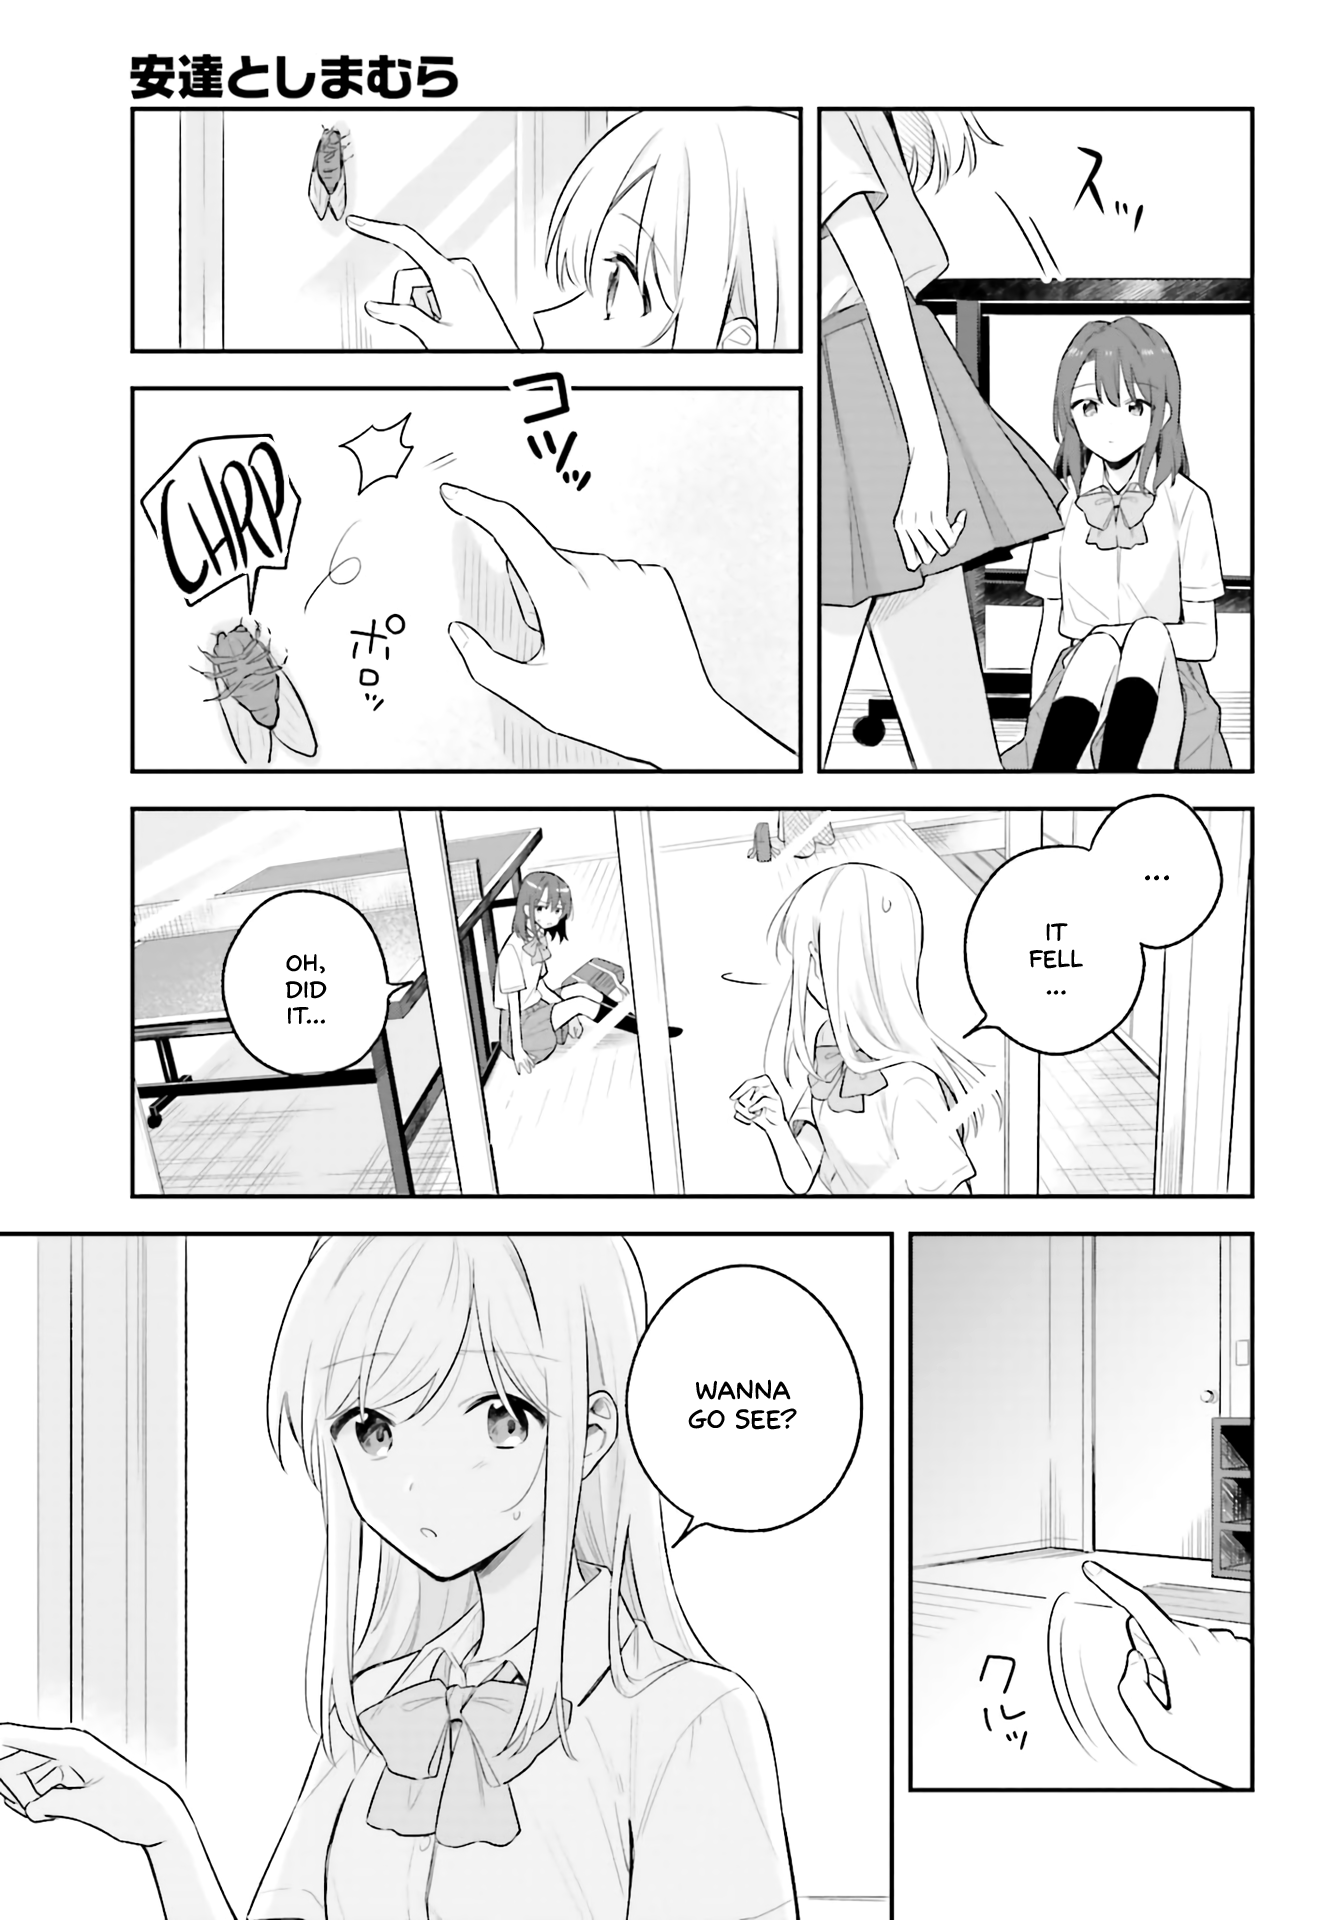 安達としまむら
スッ
コッ
CHRP
ポロッ
...
IT
FELL
...
OH,
DID
IT...
クルッ
WANNA
GO SEE?